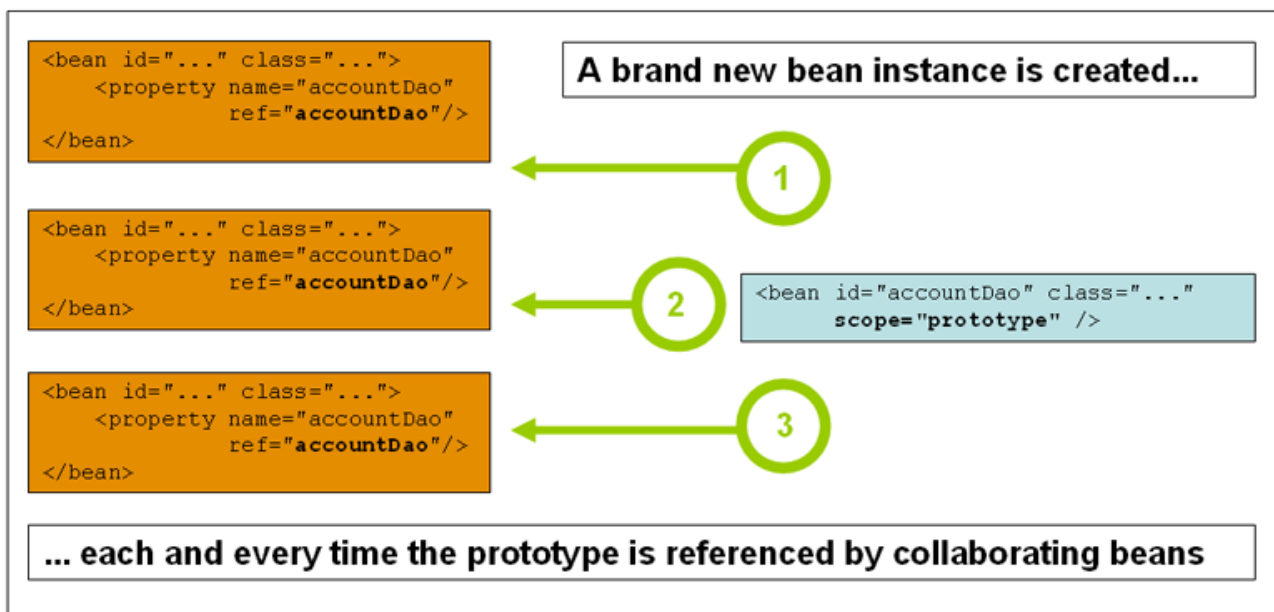 <bean id="..." class="...">
    <property name="accountDao"
              ref="accountDao"/>
</bean>
A brand new bean instance is created...
1
<bean id="..." class="...">
    <property name="accountDao"
              ref="accountDao"/>
</bean>
2
<bean id="accountDao" class="..."
      scope="prototype" />
<bean id="..." class="...">
    <property name="accountDao"
              ref="accountDao"/>
</bean>
3
... each and every time the prototype is referenced by collaborating beans